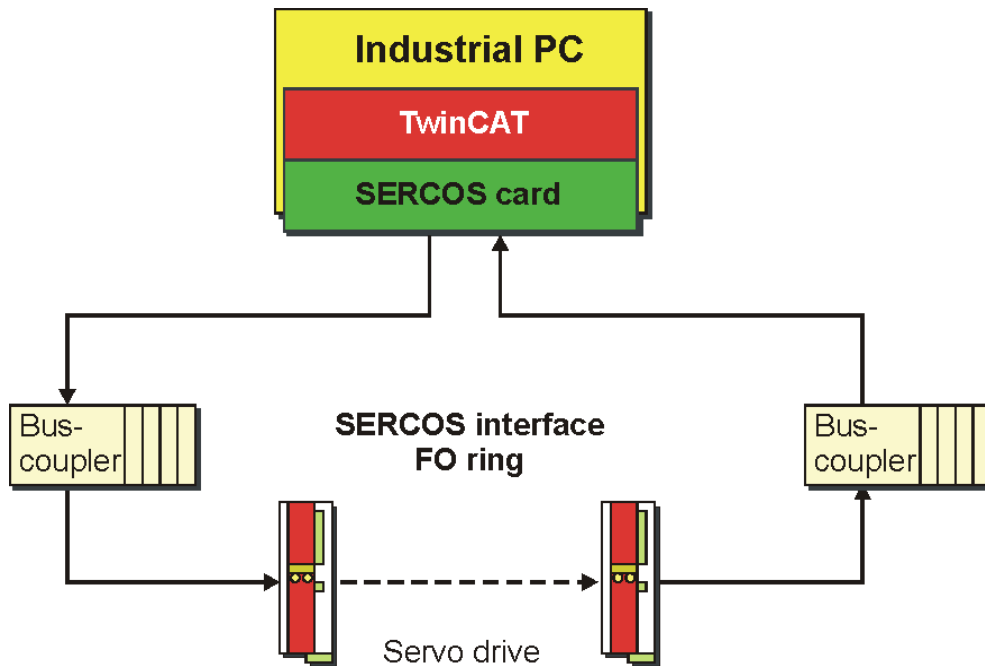 Industrial PC
TwinCAT
SERCOS card
Bus-
coupler
SERCOS interface
FO ring
Bus-
coupler
Servo drive